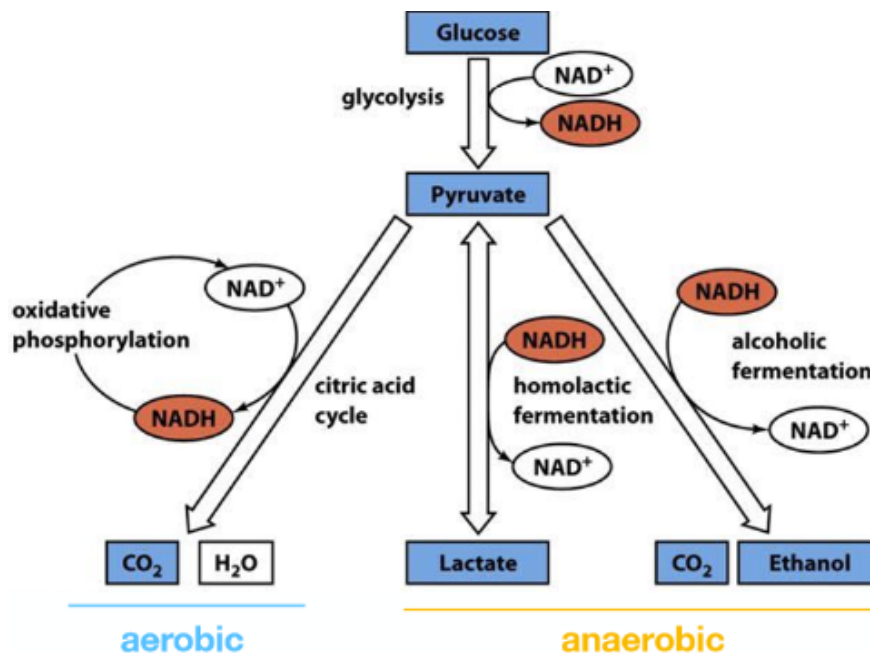 Glucose
NAD⁺
glycolysis
NADH
Pyruvate
NAD⁺
NADH
oxidative
phosphorylation
NADH
alcoholic
fermentation
NADH
citric acid
cycle
homolactic
fermentation
NAD⁺
NAD⁺
CO₂
H₂O
Lactate
CO₂
Ethanol
aerobic
anaerobic